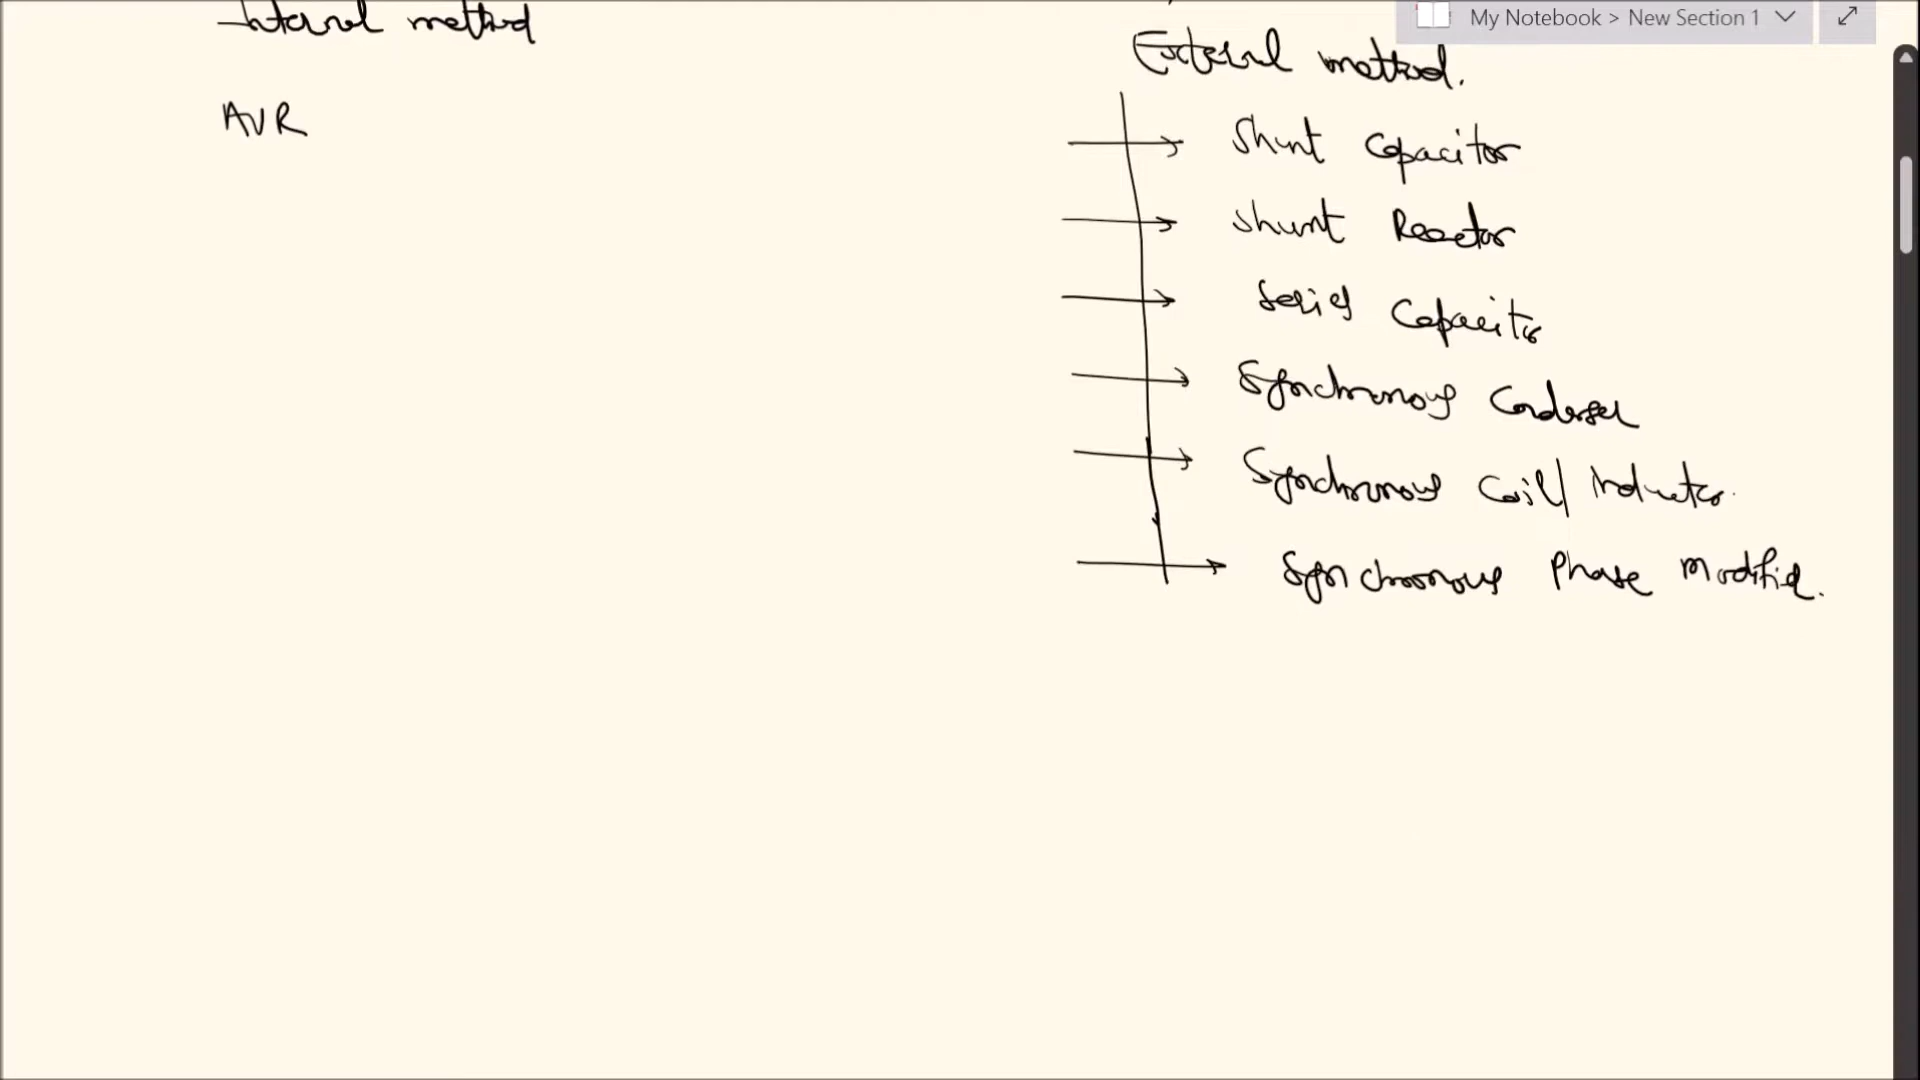 My Notebook > New Section 1
Internal method
External method.
AVR
Shunt Capacitor
Shunt Reactor
Series Capacitor
Synchronous Condenser
Synchronous Coil/Inductor.
Synchronous Phase Modifier.